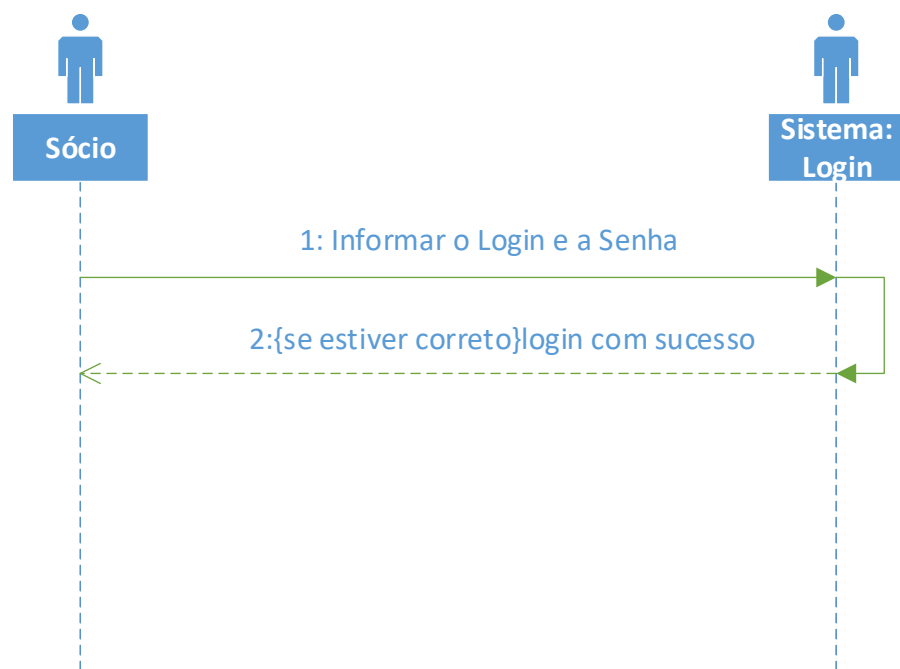 Sócio
Sistema:
Login
1: Informar o Login e a Senha
2:{se estiver correto}login com sucesso